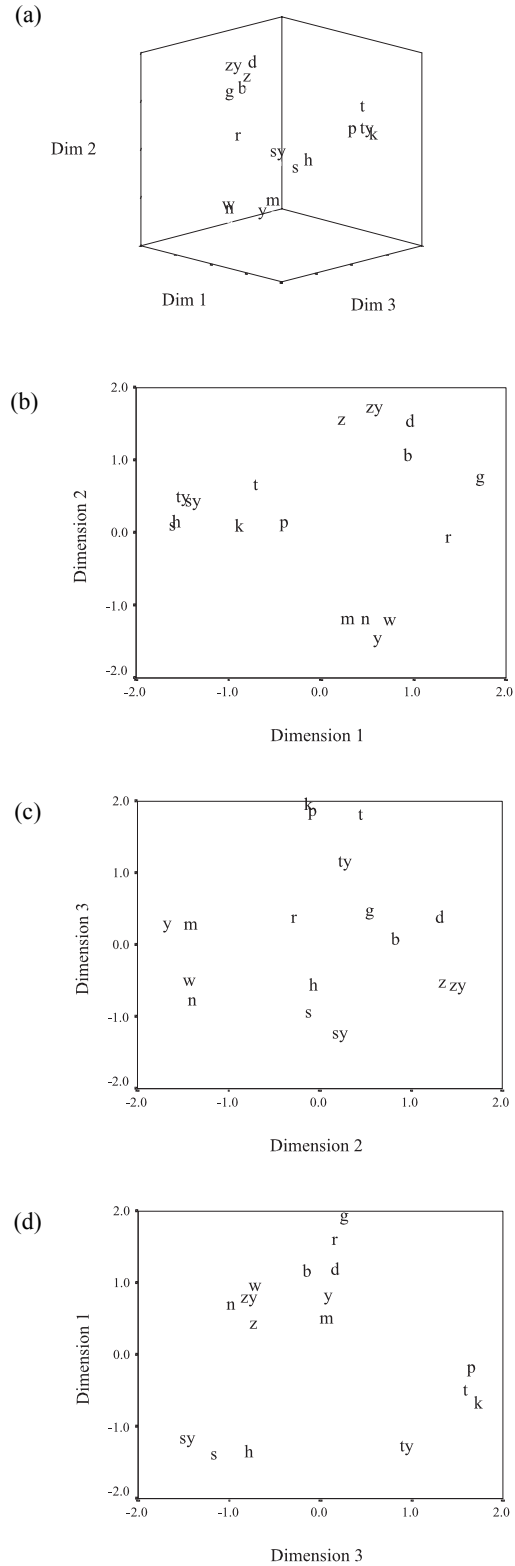 (a)
zy d
z
g b
t
p ty k
r
Dim 2
sy
s h
w m
n y
Dim 1
Dim 3
(b)
2.0
z zy d
b
1.0
g
ty sy t
s h k p
0.0
r
Dimension 2
-1.0
m n w
y
-2.0
-2.0 -1.0 0.0 1.0 2.0
Dimension 1
(c)
2.0
k p t
1.0
ty
y m r g d
b
0.0
Dimension 3
w h z zy
n s
-1.0
sy
-2.0
-2.0 -1.0 0.0 1.0 2.0
Dimension 2
(d)
2.0
g
r
b d
1.0
w
n zy y
z m
0.0
Dimension 1
p
t k
-1.0
sy s h ty
-2.0
-2.0 -1.0 0.0 1.0 2.0
Dimension 3